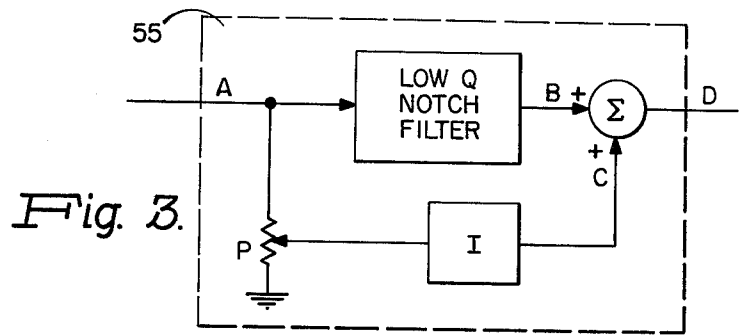 55
A
LOW Q
NOTCH
FILTER
B +
Σ
D
+
C
P
I
Fig. 3.